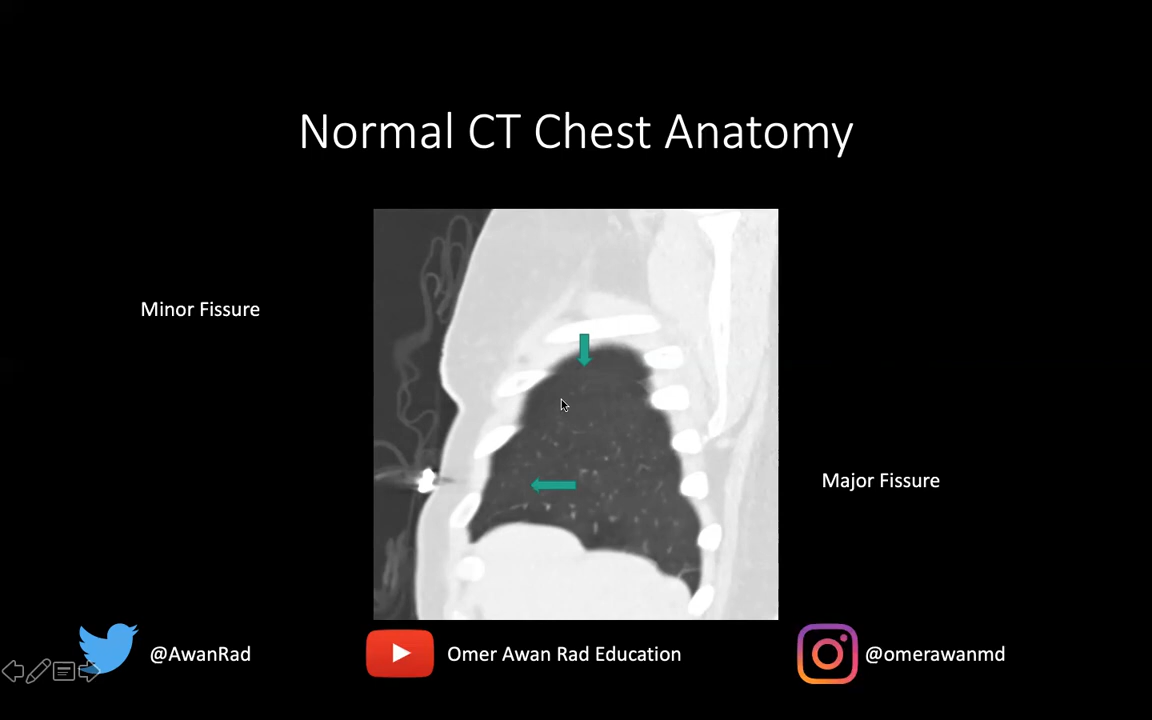 Normal CT Chest Anatomy
Minor Fissure
Major Fissure
@AwanRad
Omer Awan Rad Education
@omerawanmd